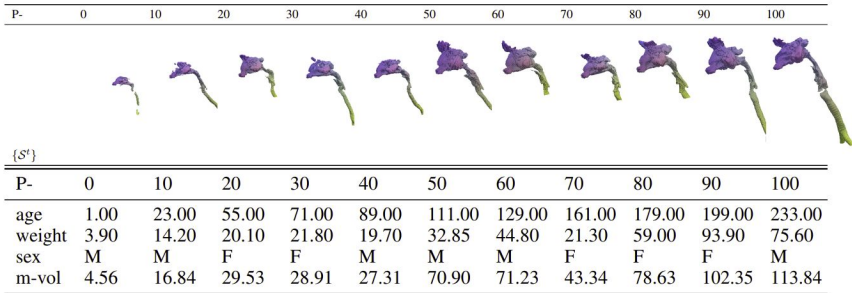 P- 0 10 20 30 40 50 60 70 80 90 100
{Sᵗ}
P- 0 10 20 30 40 50 60 70 80 90 100
age 1.00 23.00 55.00 71.00 89.00 111.00 129.00 161.00 179.00 199.00 233.00
weight 3.90 14.20 20.10 21.80 19.70 32.85 44.80 21.30 59.00 93.90 75.60
sex M M F F M M M F F F M
m-vol 4.56 16.84 29.53 28.91 27.31 70.90 71.23 43.34 78.63 102.35 113.84